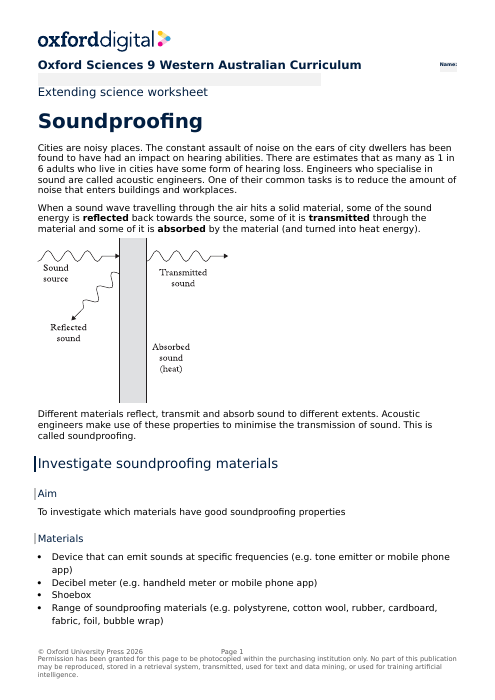 oxforddigital
Oxford Sciences 9 Western Australian Curriculum
Name:
Extending science worksheet
Soundproofing
Cities are noisy places. The constant assault of noise on the ears of city dwellers has been
found to have had an impact on hearing abilities. There are estimates that as many as 1 in
6 adults who live in cities have some form of hearing loss. Engineers who specialise in
sound are called acoustic engineers. One of their common tasks is to reduce the amount of
noise that enters buildings and workplaces.
When a sound wave travelling through the air hits a solid material, some of the sound
energy is reflected back towards the source, some of it is transmitted through the
material and some of it is absorbed by the material (and turned into heat energy).
Sound
source
Transmitted
sound
Reflected
sound
Absorbed
sound
(heat)
Different materials reflect, transmit and absorb sound to different extents. Acoustic
engineers make use of these properties to minimise the transmission of sound. This is
called soundproofing.
Investigate soundproofing materials
Aim
To investigate which materials have good soundproofing properties
Materials
• Device that can emit sounds at specific frequencies (e.g. tone emitter or mobile phone
app)
• Decibel meter (e.g. handheld meter or mobile phone app)
• Shoebox
• Range of soundproofing materials (e.g. polystyrene, cotton wool, rubber, cardboard,
fabric, foil, bubble wrap)
© Oxford University Press 2026 Page 1
Permission has been granted for this page to be photocopied within the purchasing institution only. No part of this publication
may be reproduced, stored in a retrieval system, transmitted, used for text and data mining, or used for training artificial
intelligence.